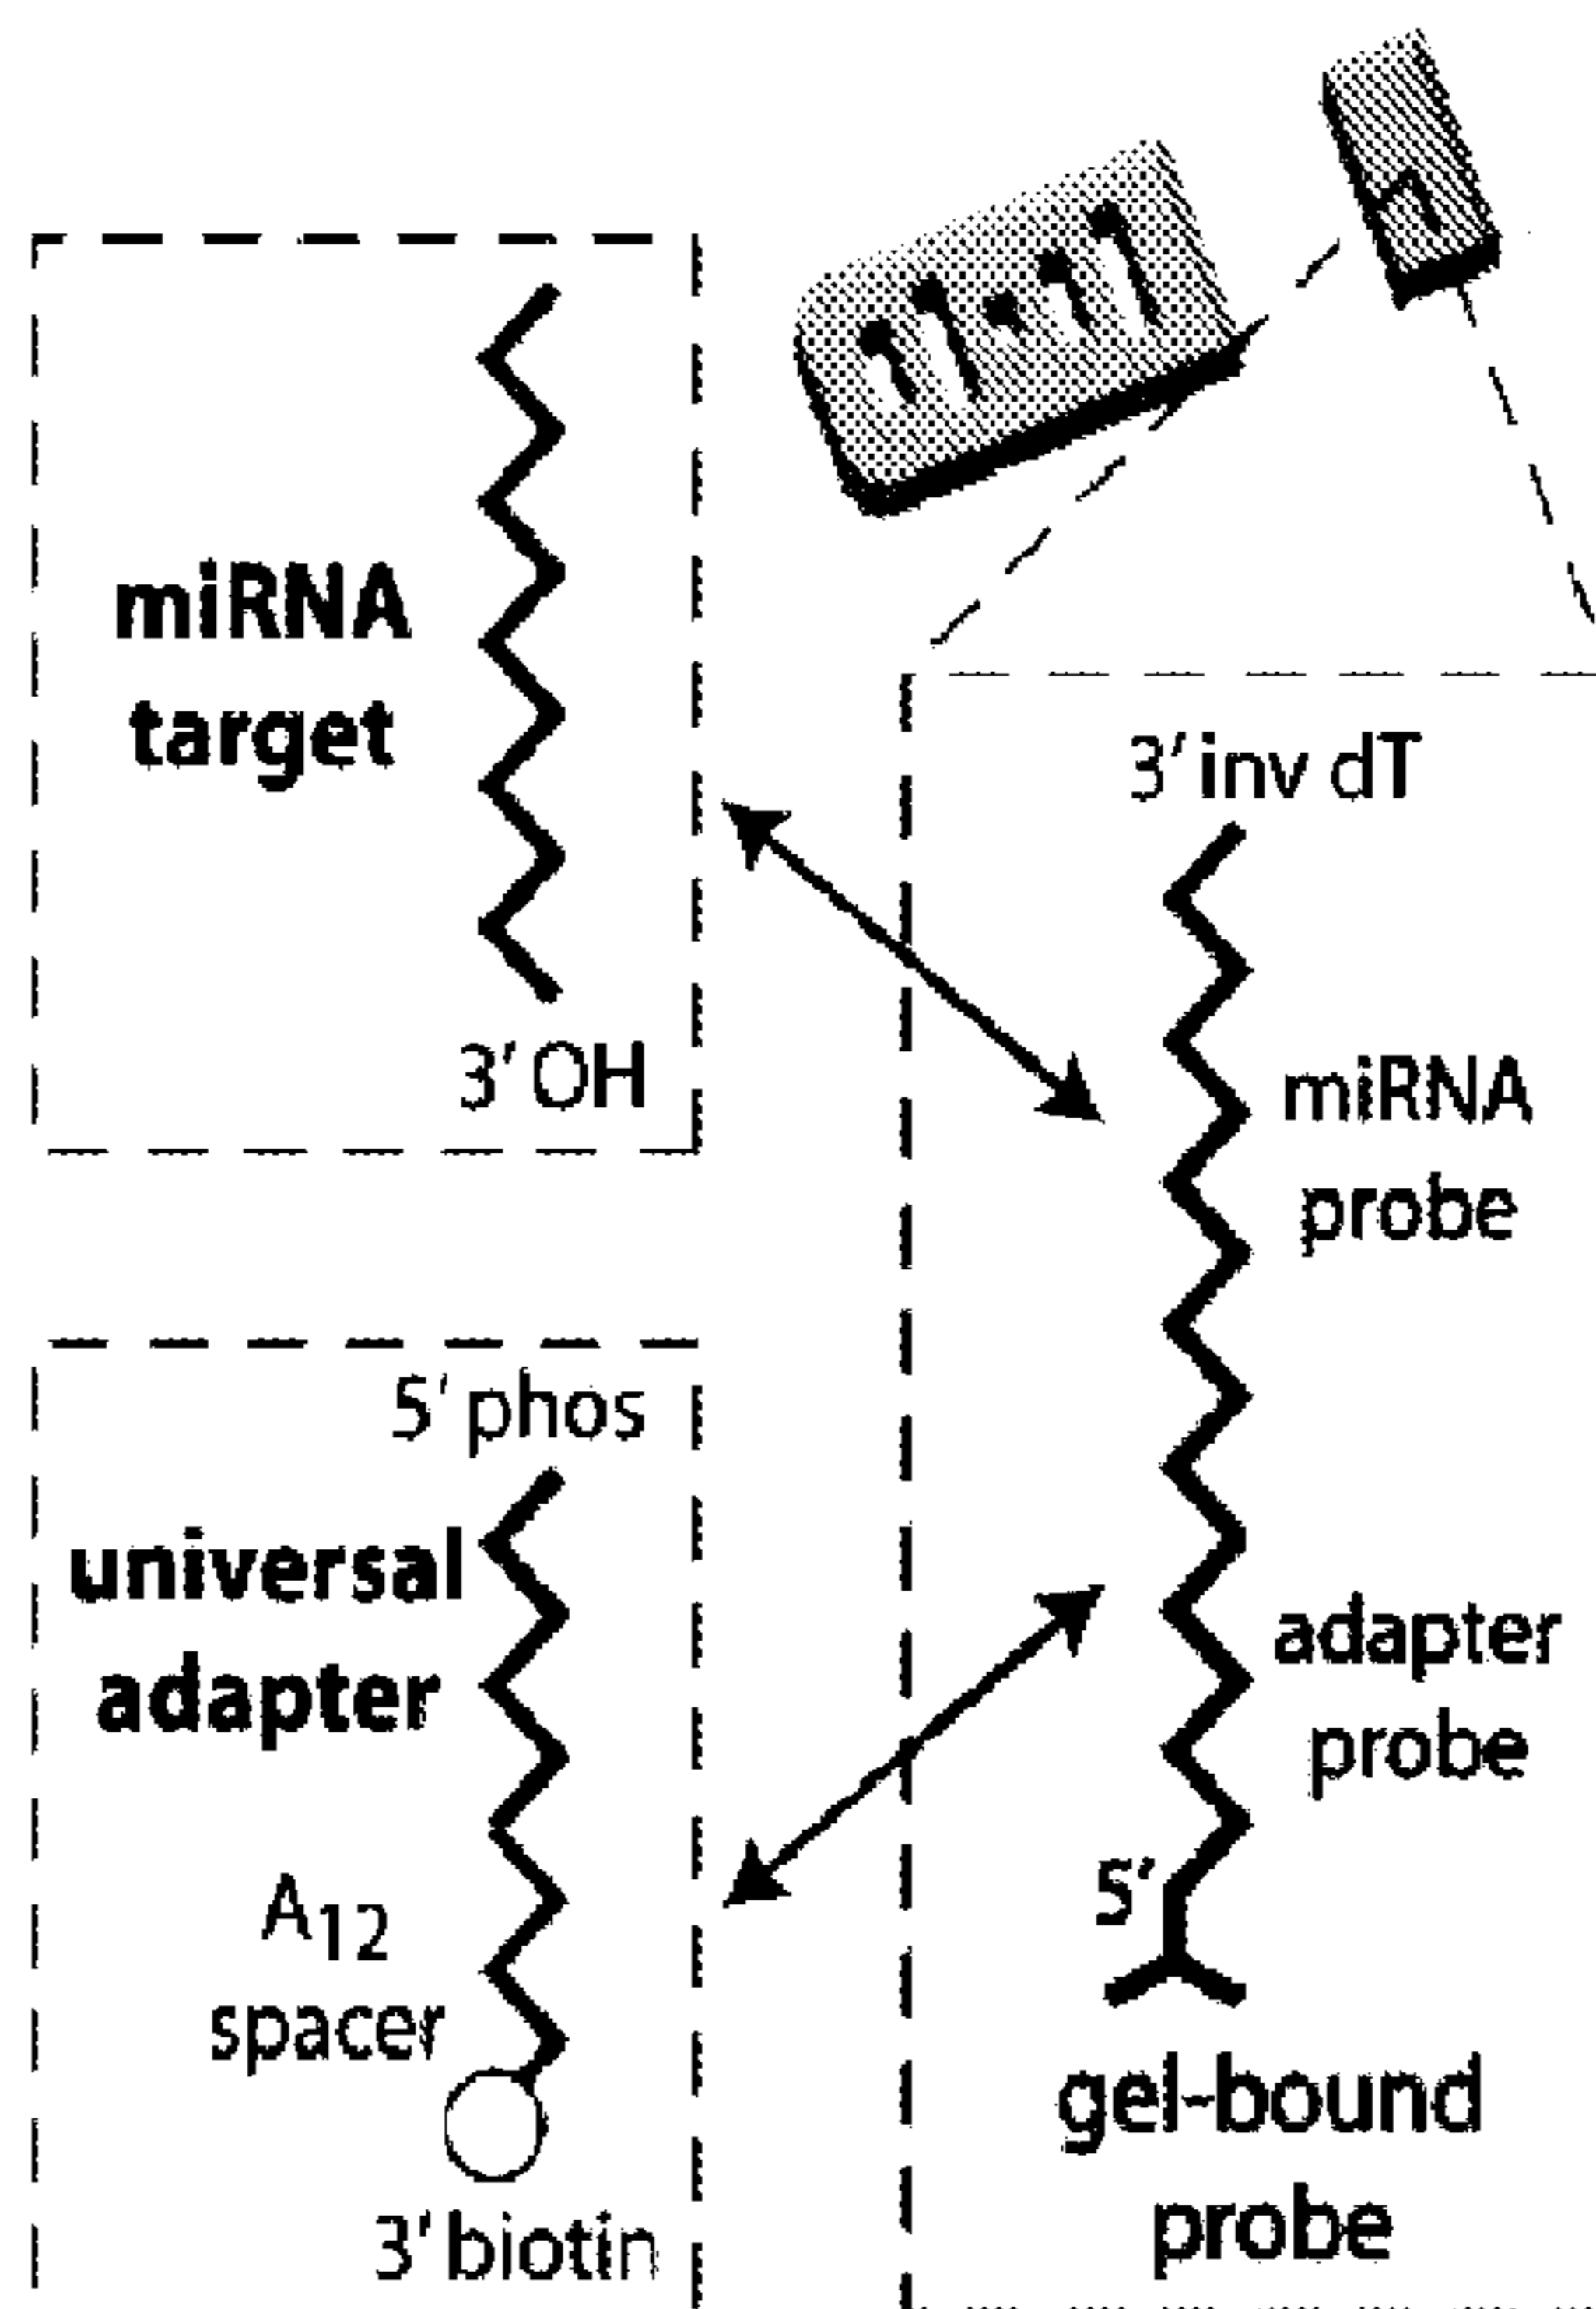 miRNA
target
3′ OH
5′ phos
universal
adapter
A12
spacer
3′ biotin
3′ inv dT
miRNA
probe
adapter
probe
5′
gel-bound
probe